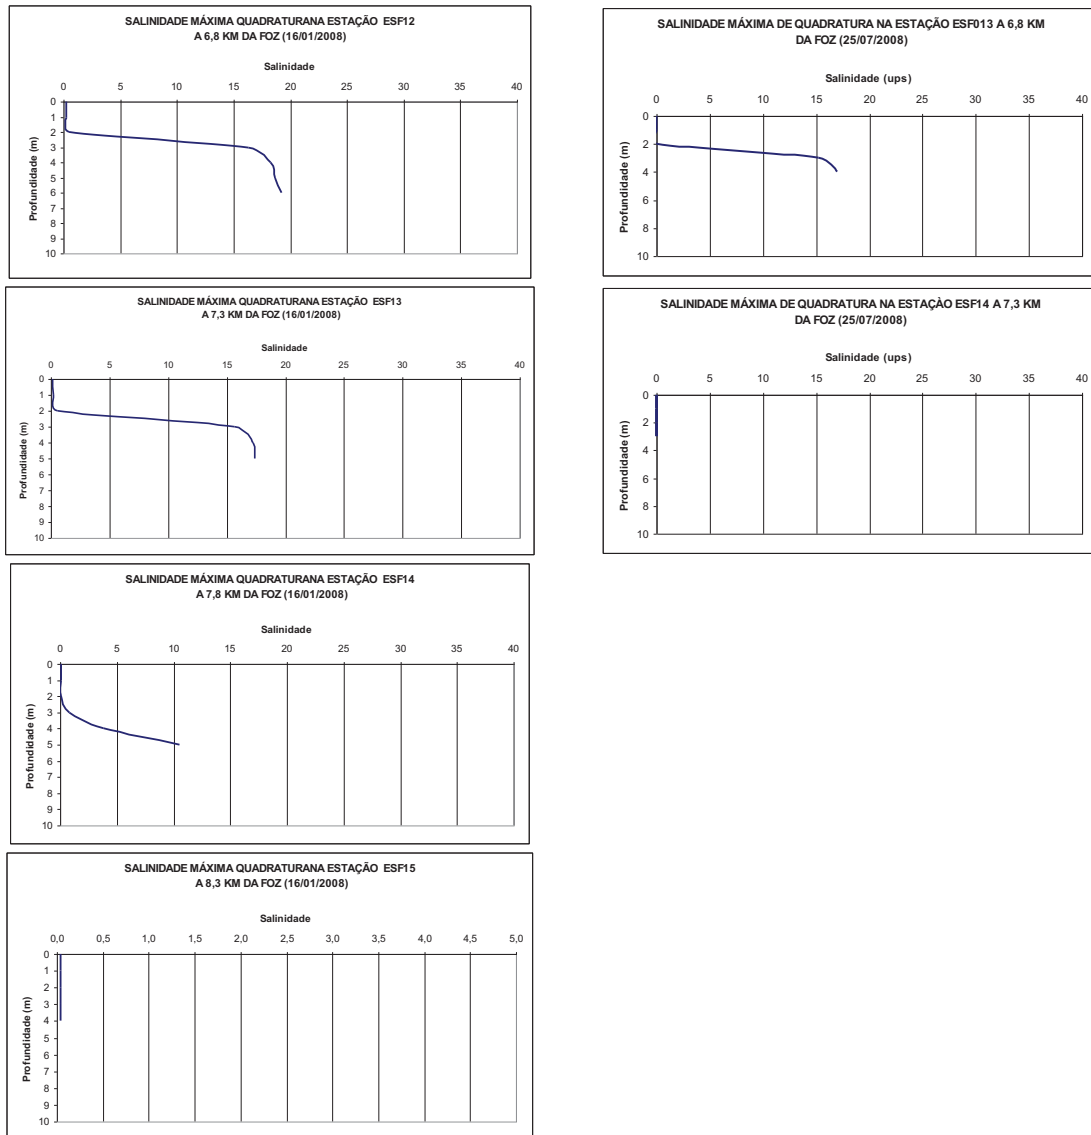 SALINIDADE MÁXIMA QUADRATURANA ESTAÇÃO ESF12
A 6,8 KM DA FOZ (16/01/2008)
Salinidade
0 5 10 15 20 25 30 35 40
Profundidade (m)
0
1
2
3
4
5
6
7
8
9
10
SALINIDADE MÁXIMA QUADRATURANA ESTAÇÃO ESF13
A 7,3 KM DA FOZ (16/01/2008)
Salinidade
0 5 10 15 20 25 30 35 40
Profundidade (m)
0
1
2
3
4
5
6
7
8
9
10
SALINIDADE MÁXIMA QUADRATURANA ESTAÇÃO ESF14
A 7,8 KM DA FOZ (16/01/2008)
Salinidade
0 5 10 15 20 25 30 35 40
Profundidade (m)
0
1
2
3
4
5
6
7
8
9
10
SALINIDADE MÁXIMA QUADRATURANA ESTAÇÃO ESF15
A 8,3 KM DA FOZ (16/01/2008)
Salinidade
0,0 0,5 1,0 1,5 2,0 2,5 3,0 3,5 4,0 4,5 5,0
Profundidade (m)
0
1
2
3
4
5
6
7
8
9
10
SALINIDADE MÁXIMA DE QUADRATURA NA ESTAÇÃO ESF013 A 6,8 KM
DA FOZ (25/07/2008)
Salinidade (ups)
0 5 10 15 20 25 30 35 40
Profundidade (m)
0
2
4
6
8
10
SALINIDADE MÁXIMA DE QUADRATURA NA ESTAÇÀO ESF14 A 7,3 KM
DA FOZ (25/07/2008)
Salinidade (ups)
0 5 10 15 20 25 30 35 40
Profundidade (m)
0
2
4
6
8
10